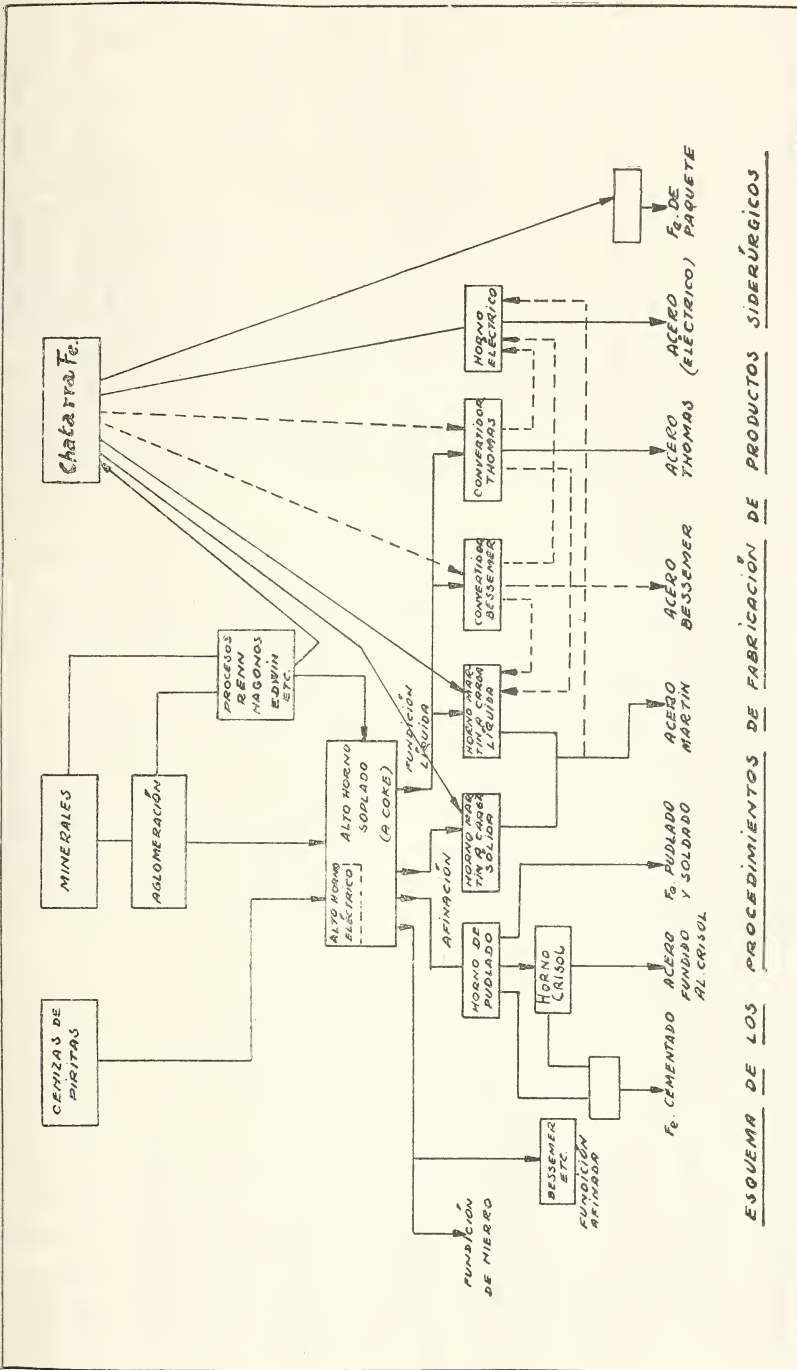 CENIZAS DE
PIRITAS
MINERALES
Chatarra Fe.
AGLOMERACIÓN
PROCESOS
RENN
HAGONOS
EDWIN
ETC.
ALTO HORNO
ELÉCTRICO
ALTO HORNO
SOPLADO
(A COKE)
FUNDICIÓN
LÍQUIDA
AFINACIÓN
FUNDICIÓN
DE HIERRO
BESSEMER
ETC.
FUNDICIÓN
AFINADA
HORNO DE
PUDLADO
HORNO
CRISOL
HORNO MAR
TÍN A CARGA
SÓLIDA
HORNO MAR-
TÍN A CARGA
LÍQUIDA
CONVERTIDOR
BESSEMER
CONVERTIDOR
THOMAS
HORNO
ELÉCTRICO
Fe. CEMENTADO
ACERO
FUNDIDO
AL CRISOL
Fe. PUDLADO
Y SOLDADO
ACERO
MARTIN
ACERO
BESSEMER
ACERO
THOMAS
ACERO
(ELÉCTRICO)
Fe. DE
PAQUETE
ESQUEMA DE LOS PROCEDIMIENTOS DE FABRICACIÓN DE PRODUCTOS SIDERÚRGICOS